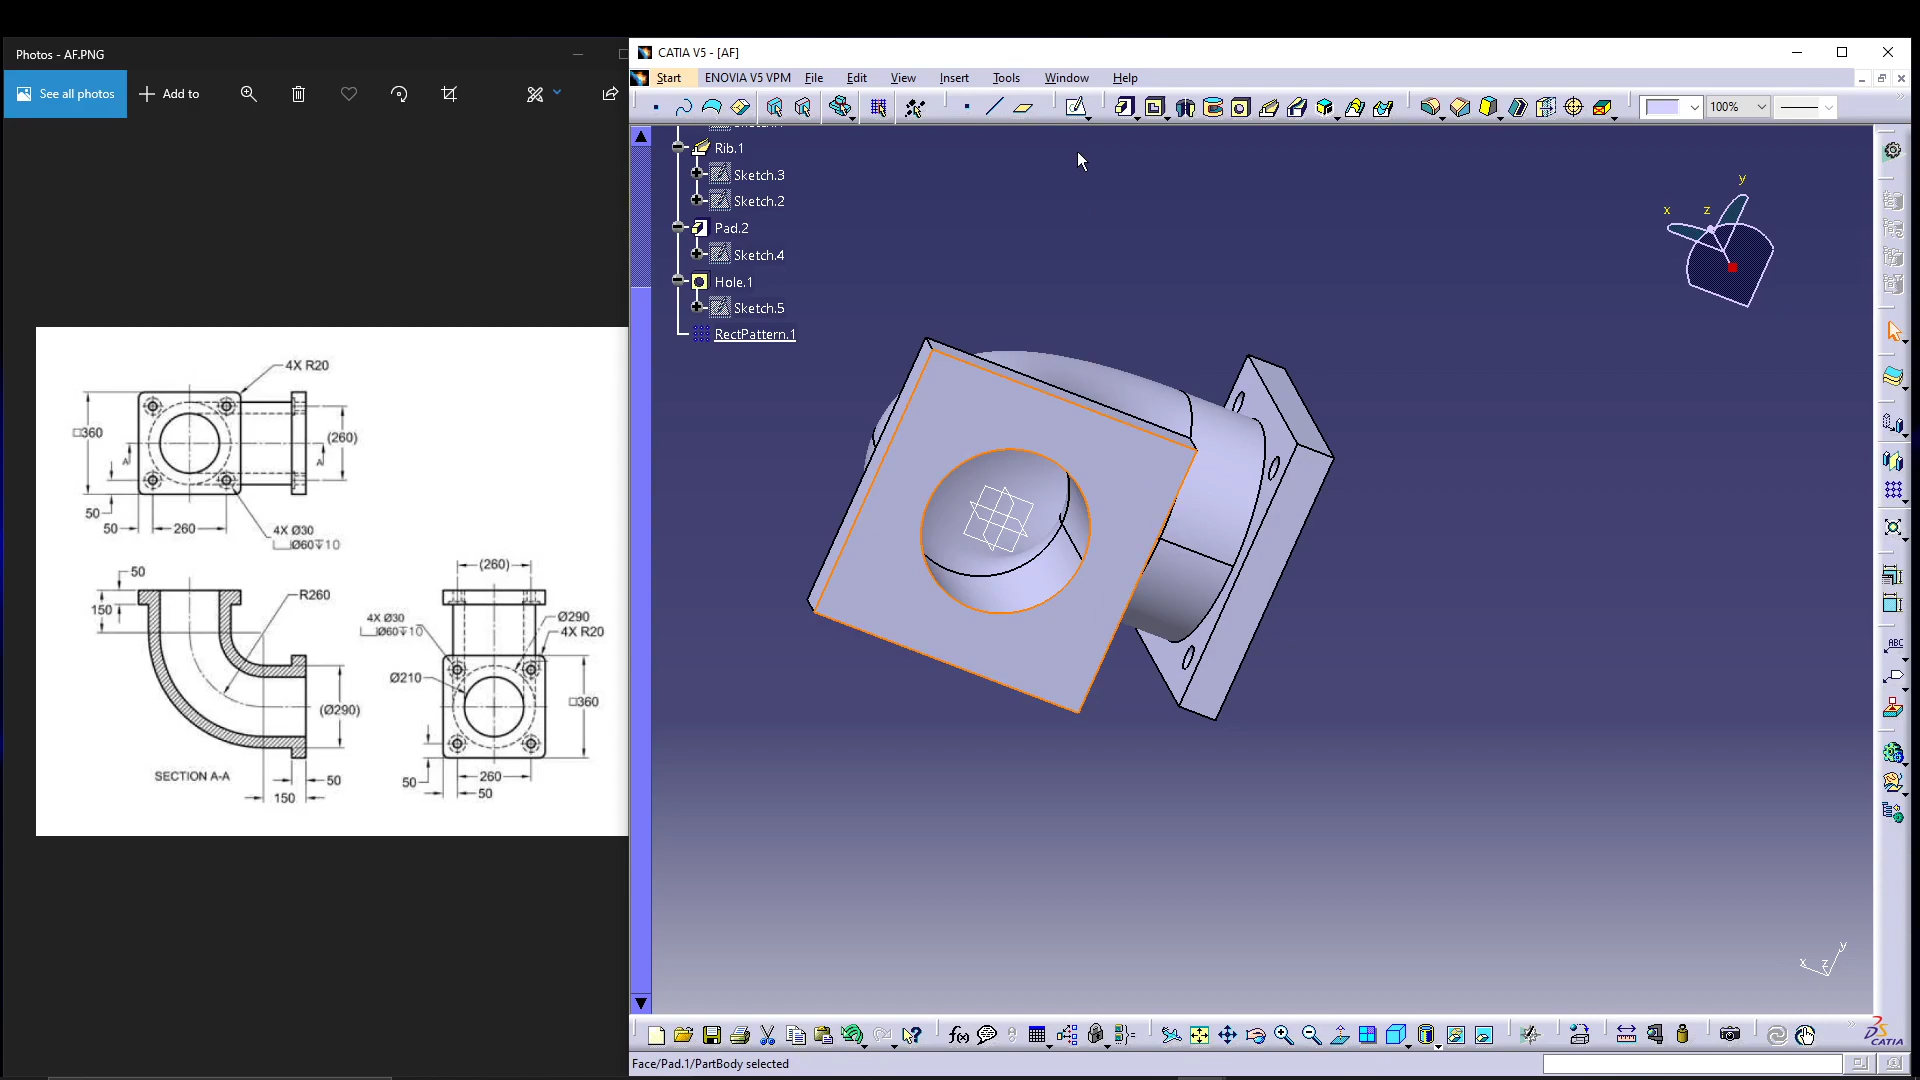 Photos - AF.PNG
See all photos
Add to
4X R20
□360
(260)
A
A
50
50
260
4X Ø30
⌴Ø60↧10
50
150
R260
(Ø290)
SECTION A-A
50
150
(260)
4X Ø30
⌴Ø60↧10
Ø290
4X R20
Ø210
□360
50
260
50
CATIA V5 - [AF]
Start
ENOVIA V5 VPM
File
Edit
View
Insert
Tools
Window
Help
100%
Rib.1
Sketch.3
Sketch.2
Pad.2
Sketch.4
Hole.1
Sketch.5
RectPattern.1
y
x
z
ABC
y
x
z
f(x)
CATIA
Face/Pad.1/PartBody selected